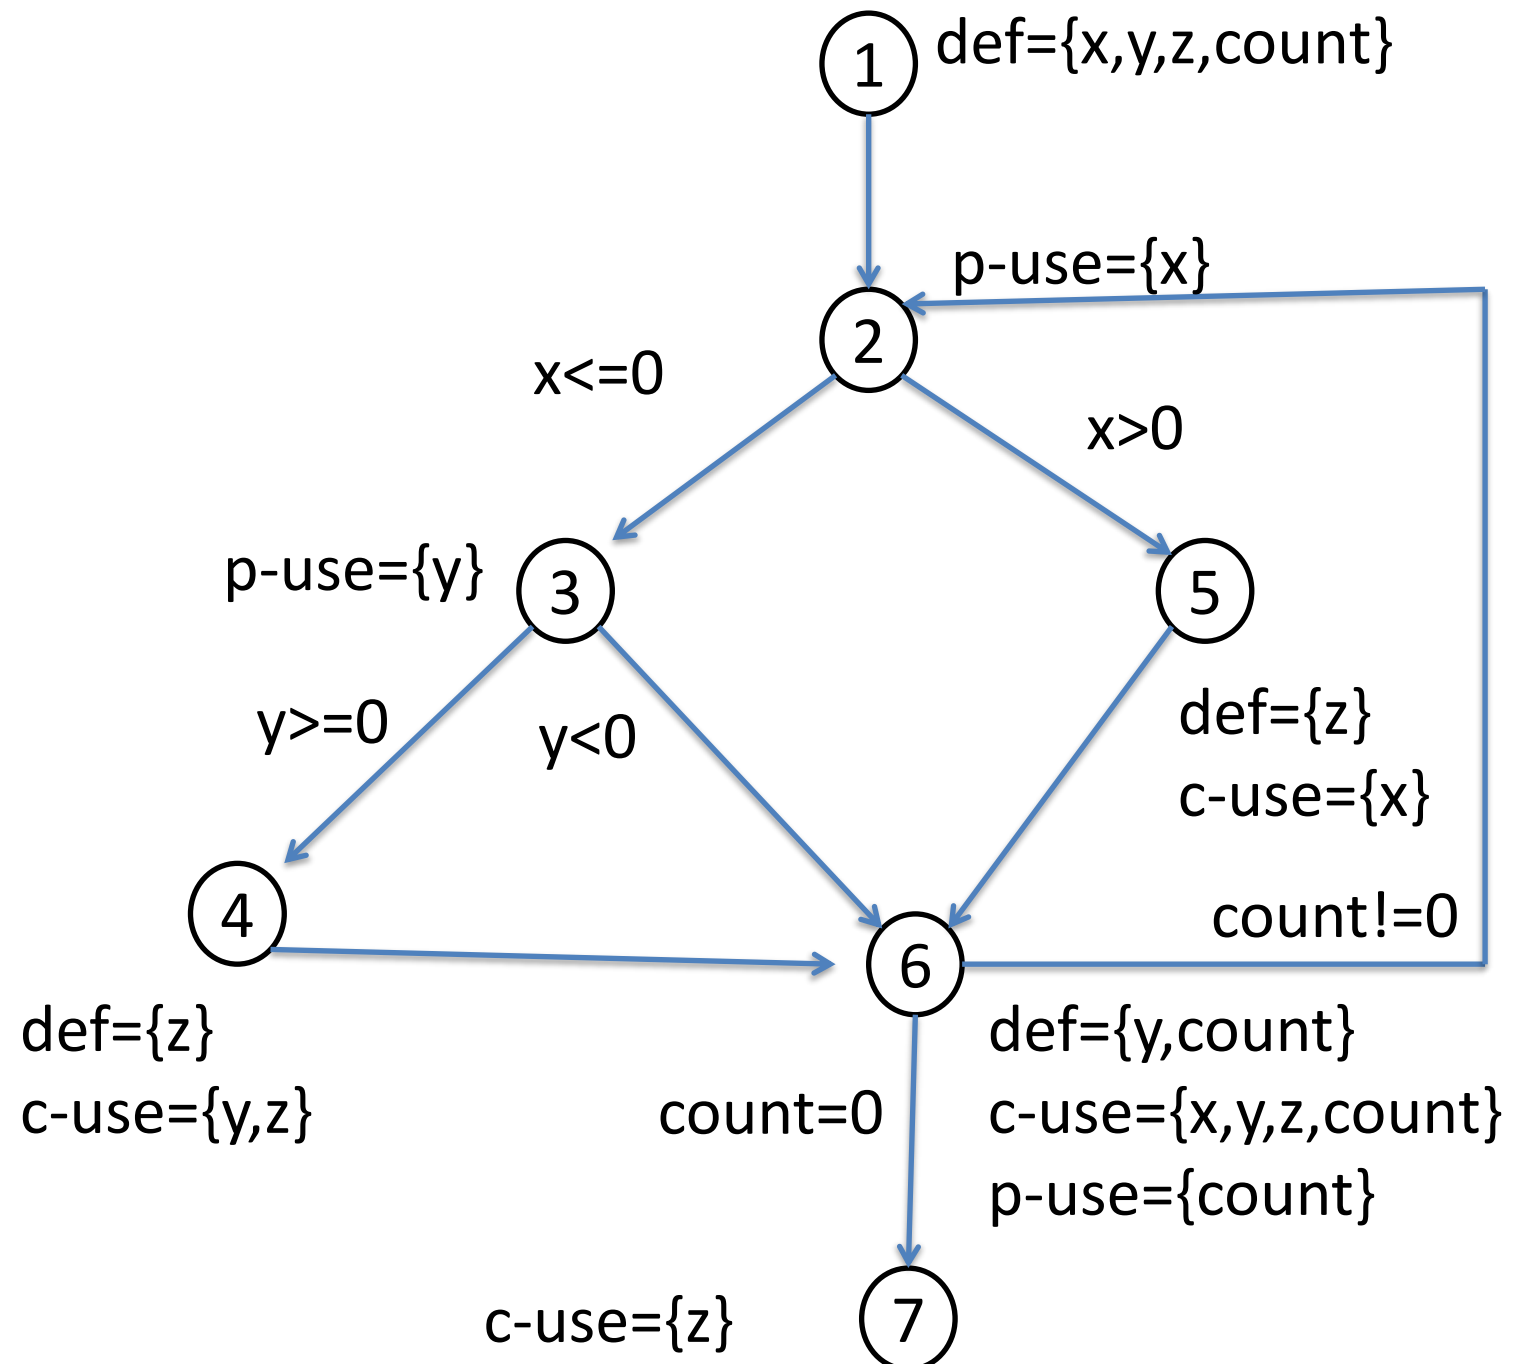 1
def={x,y,z,count}
p-use={x}
2
x<=0
x>0
p-use={y}
3
5
y>=0
y<0
def={z}
c-use={x}
count!=0
4
6
def={z}
c-use={y,z}
def={y,count}
c-use={x,y,z,count}
p-use={count}
count=0
c-use={z}
7